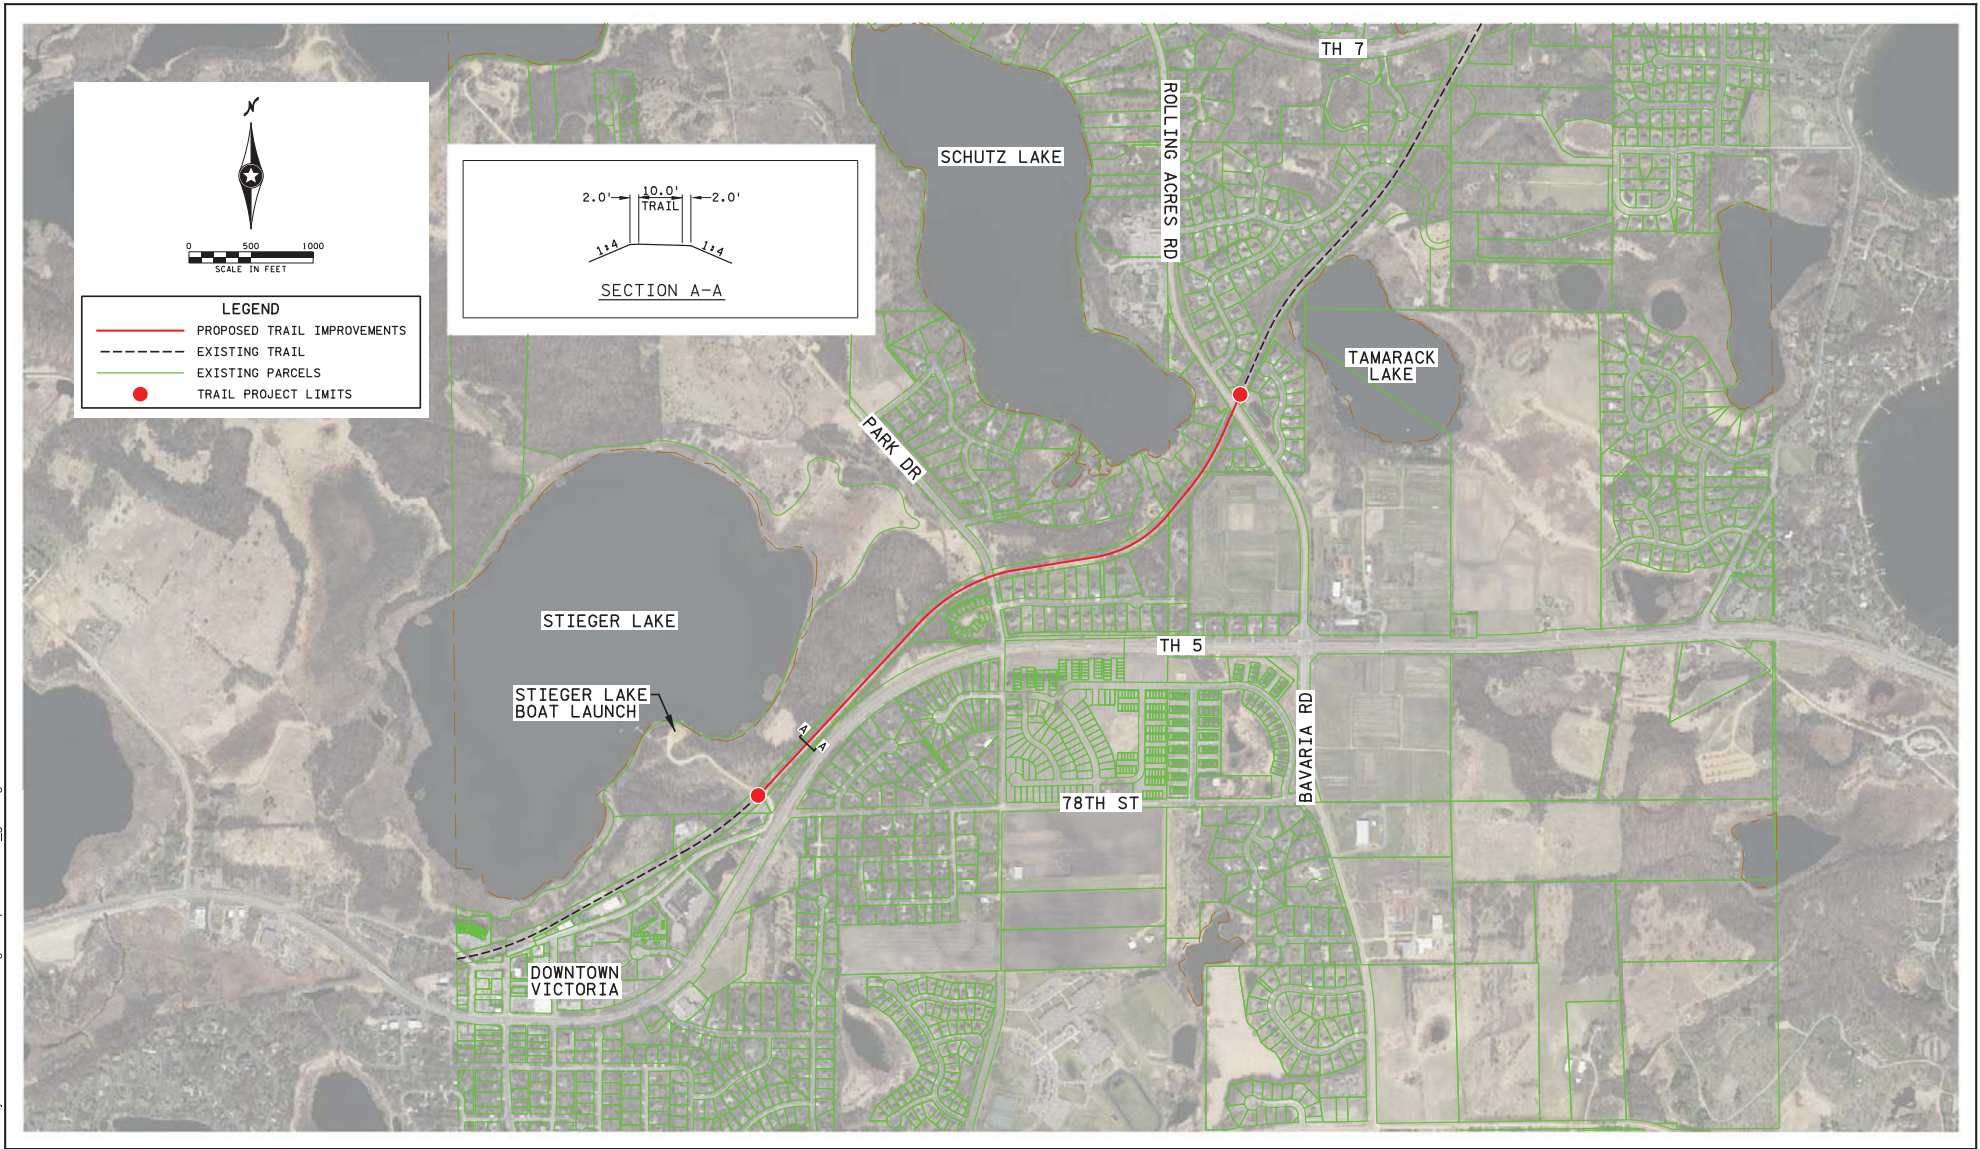 N
0 500 1000
SCALE IN FEET
LEGEND
PROPOSED TRAIL IMPROVEMENTS
EXISTING TRAIL
EXISTING PARCELS
TRAIL PROJECT LIMITS
2.0' 10.0' 2.0'
TRAIL
1:4 1:4
SECTION A-A
TH 7
SCHUTZ LAKE
ROLLING ACRES RD
TAMARACK
LAKE
PARK DR
STIEGER LAKE
TH 5
STIEGER LAKE
BOAT LAUNCH
A
A
BAVARIA RD
78TH ST
DOWNTOWN
VICTORIA